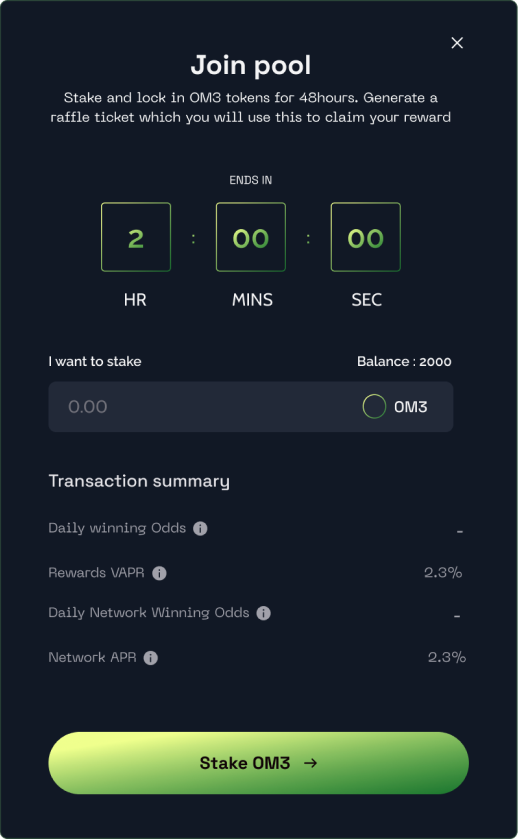 Join pool
Stake and lock in OM3 tokens for 48hours. Generate a
raffle ticket which you will use this to claim your reward
ENDS IN
2 : 00 : 00
HR MINS SEC
I want to stake Balance : 2000
0.00 OM3
Transaction summary
Daily winning Odds -
Rewards VAPR 2.3%
Daily Network Winning Odds -
Network APR 2.3%
Stake OM3 →